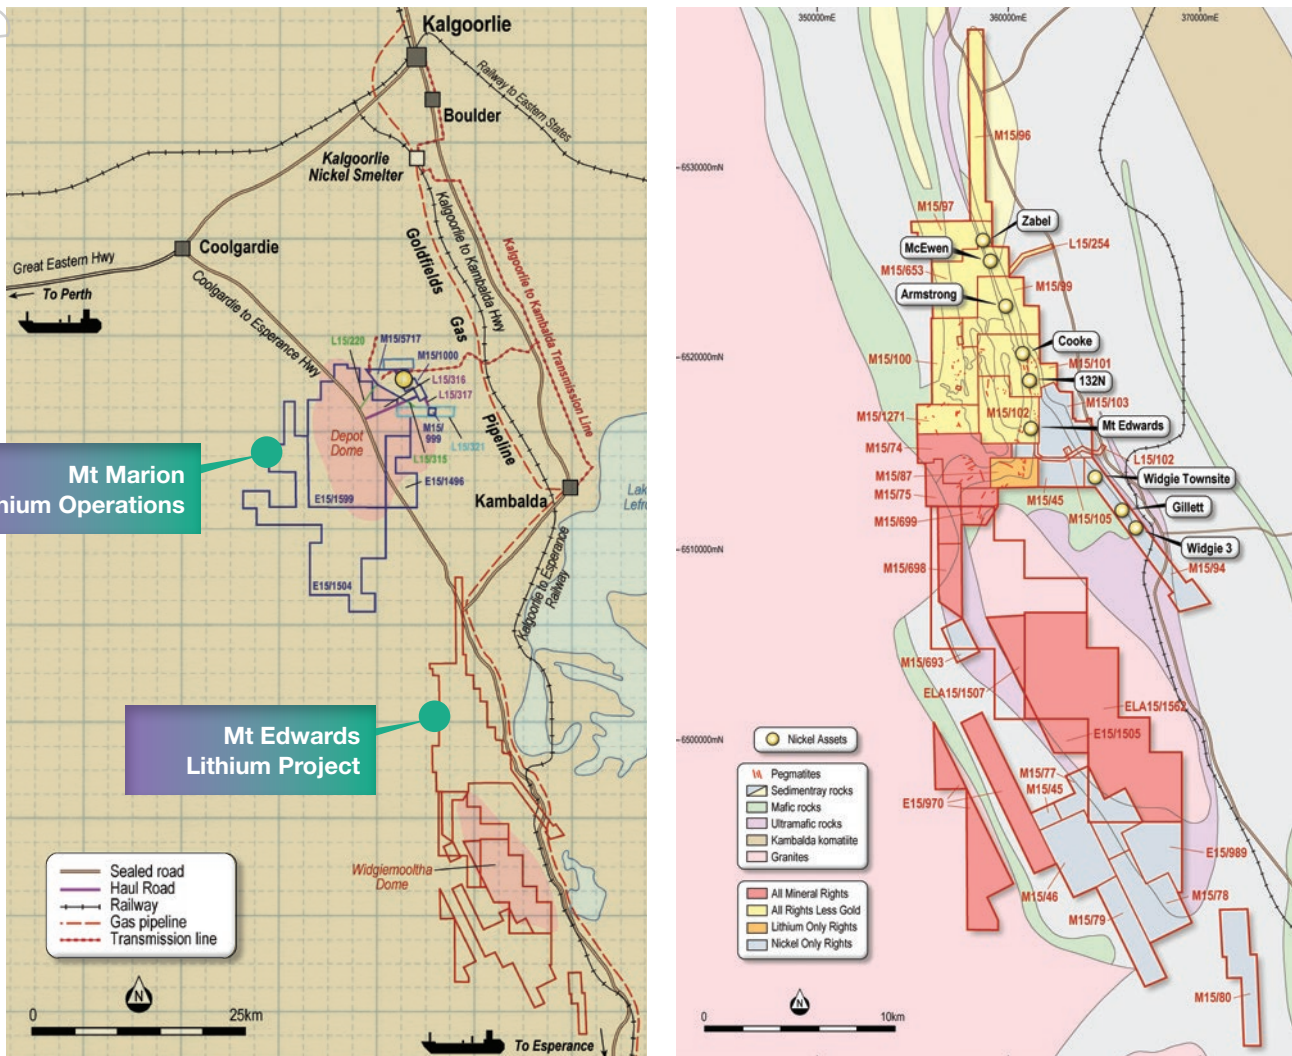 Kalgoorlie
Railway to Eastern States
Boulder
Kalgoorlie
Nickel Smelter
Coolgardie
Great Eastern Hwy
To Perth
Coolgardie to Esperance Hwy
Goldfields
Gas
Pipeline
Kalgoorlie to Kambalda Hwy
Kalgoorlie to Kambalda Transmission Line
L15/220
M15/5717
M15/1000
L15/316
L15/317
M15/
999
L15/321
L15/315
Depot
Dome
E15/1496
E15/1599
E15/1504
Kambalda
Kalgoorlie to Esperance
Railway
Mt Marion
nium Operations
Mt Edwards
Lithium Project
Widgiemooltha
Dome
Sealed road
Haul Road
Railway
Gas pipeline
Transmission line
N
0
25km
To Esperance
350000mE
360000mE
370000mE
6530000mN
6520000mN
6510000mN
6500000mN
M15/96
M15/97
Zabel
McEwen
L15/254
M15/653
M15/99
Armstrong
Cooke
M15/100
M15/101
132N
M15/103
M15/1271
M15/102
Mt Edwards
M15/74
L15/102
M15/87
Widgie Townsite
M15/75
M15/45
Gillett
M15/699
M15/105
Widgie 3
M15/698
M15/94
M15/693
ELA15/1507
ELA15/1562
E15/1505
M15/77
M15/45
E15/970
E15/989
M15/46
M15/78
M15/79
M15/80
Nickel Assets
Pegmatites
Sedimentray rocks
Mafic rocks
Ultramafic rocks
Kambalda komatiite
Granites
All Mineral Rights
All Rights Less Gold
Lithium Only Rights
Nickel Only Rights
N
0
10km